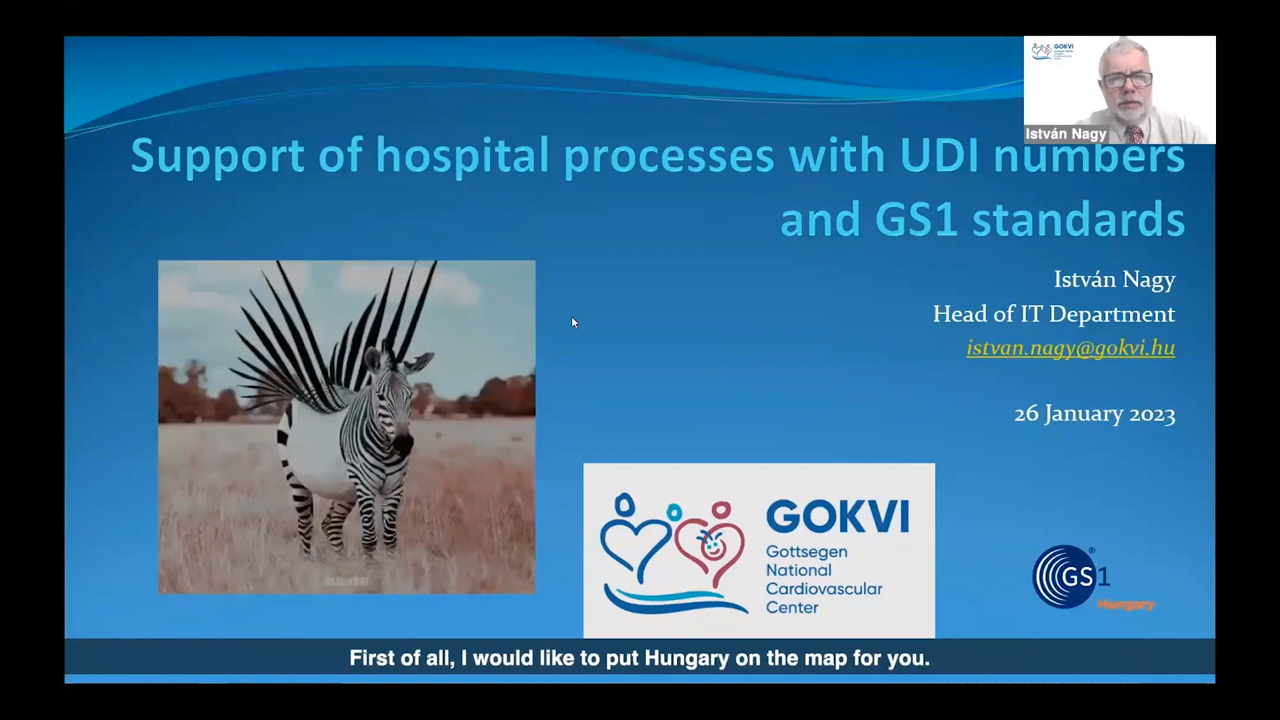 GOKVI
István Nagy
Support of hospital processes with UDI numbers
and GS1 standards
István Nagy
Head of IT Department
istvan.nagy@gokvi.hu
26 January 2023
GOKVI
Gottsegen
National
Cardiovascular
Center
GS1
®
Hungary
First of all, I would like to put Hungary on the map for you.